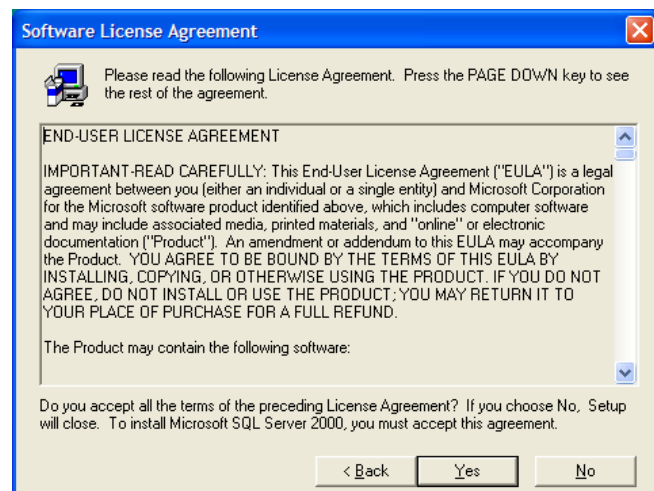 Software License Agreement
Please read the following License Agreement. Press the PAGE DOWN key to see
the rest of the agreement.
END-USER LICENSE AGREEMENT
IMPORTANT-READ CAREFULLY: This End-User License Agreement ("EULA") is a legal
agreement between you (either an individual or a single entity) and Microsoft Corporation
for the Microsoft software product identified above, which includes computer software
and may include associated media, printed materials, and "online" or electronic
documentation ("Product"). An amendment or addendum to this EULA may accompany
the Product. YOU AGREE TO BE BOUND BY THE TERMS OF THIS EULA BY
INSTALLING, COPYING, OR OTHERWISE USING THE PRODUCT. IF YOU DO NOT
AGREE, DO NOT INSTALL OR USE THE PRODUCT; YOU MAY RETURN IT TO
YOUR PLACE OF PURCHASE FOR A FULL REFUND.
The Product may contain the following software:
Do you accept all the terms of the preceding License Agreement? If you choose No, Setup
will close. To install Microsoft SQL Server 2000, you must accept this agreement.
< Back Yes No